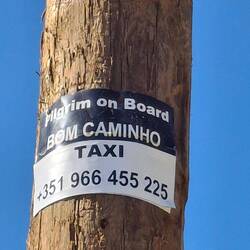 Pilgrim on Board
BOM CAMINHO
TAXI
+351 966 455 225